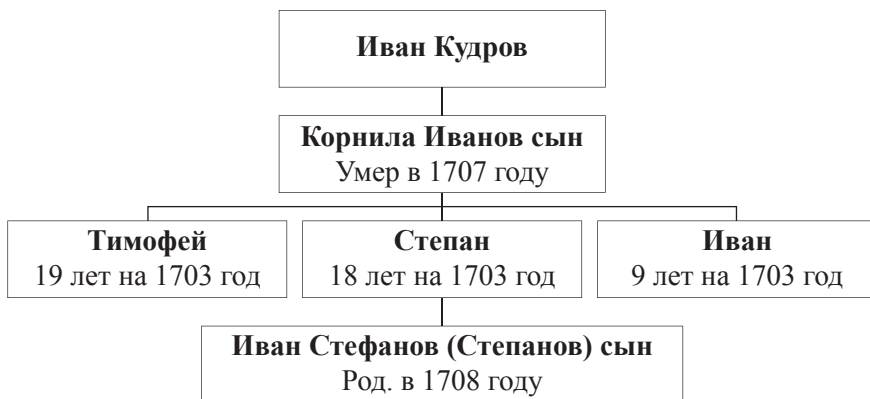 Иван Кудров
Корнила Иванов сын
Умер в 1707 году
Тимофей
19 лет на 1703 год
Степан
18 лет на 1703 год
Иван
9 лет на 1703 год
Иван Стефанов (Степанов) сын
Род. в 1708 году